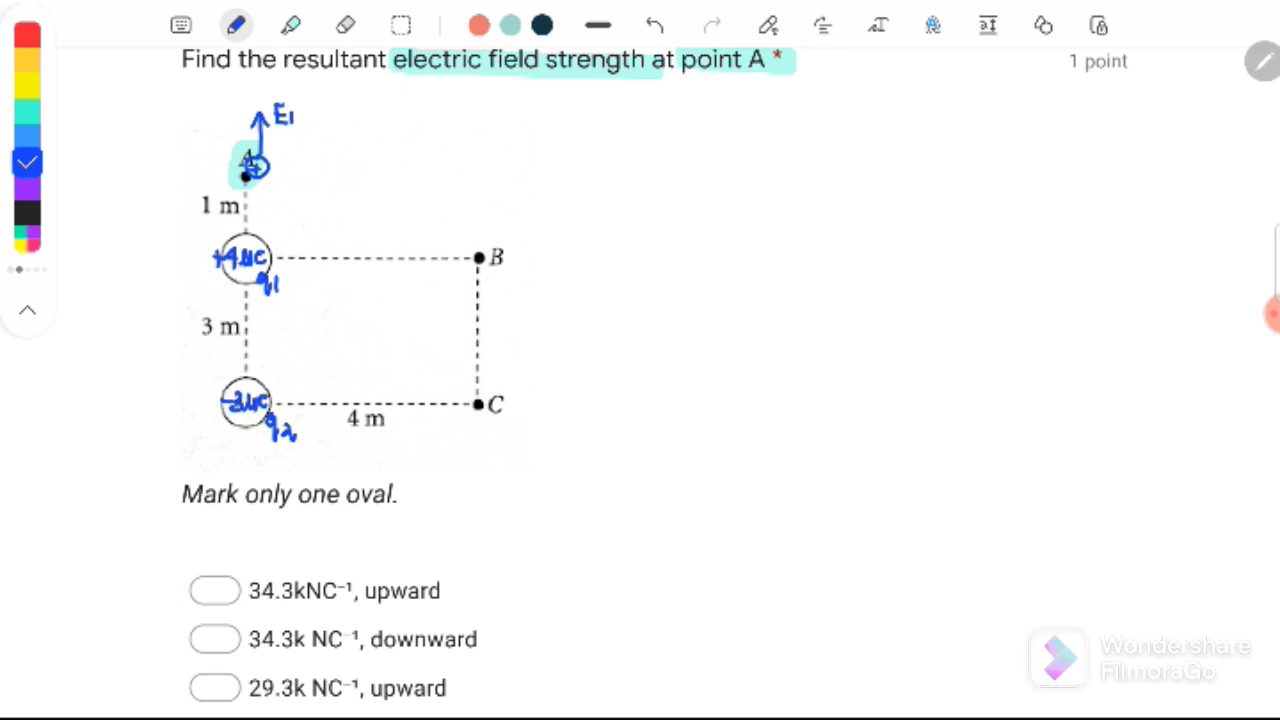 Find the resultant electric field strength at point A *
1 point
E1
A
+
1 m
+4μC
q1
B
3 m
-3μC
q2
4 m
C
Mark only one oval.
34.3kNC⁻¹, upward
34.3k NC⁻¹, downward
29.3k NC⁻¹, upward
Wondershare
FilmoraGo